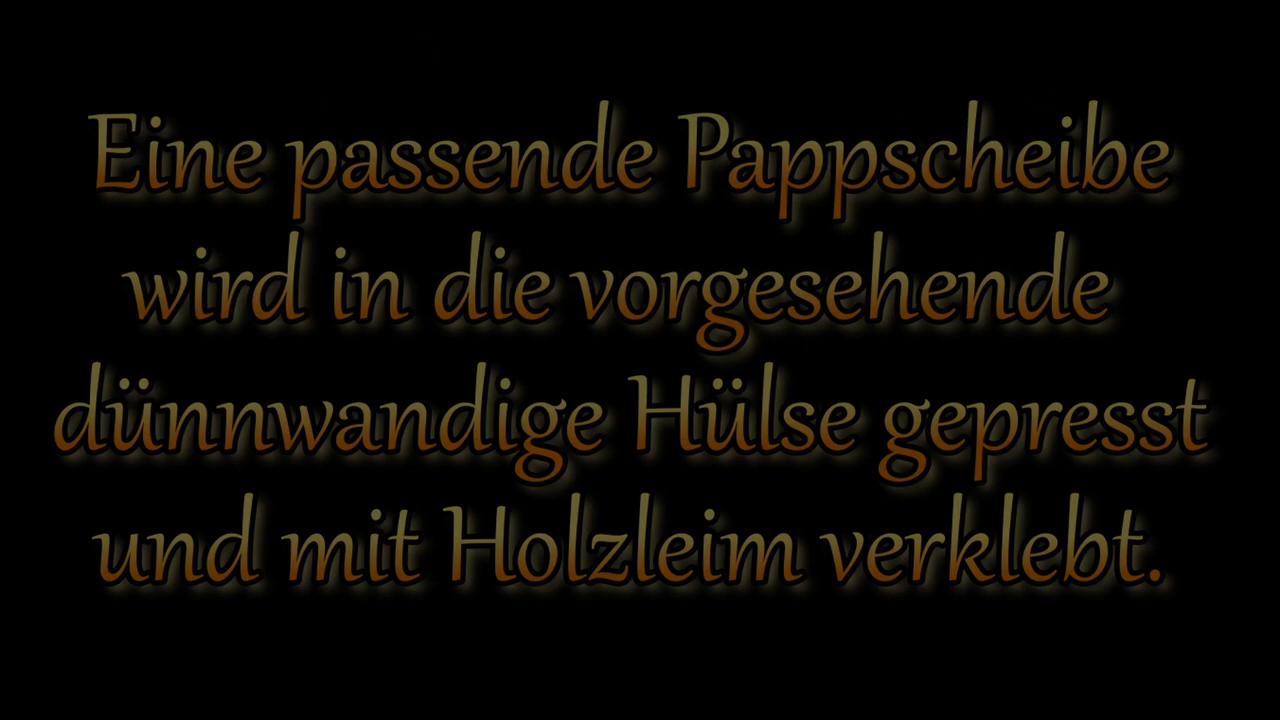 Eine passende Pappscheibe
wird in die vorgesehende
dünnwandige Hülse gepresst
und mit Holzleim verklebt.